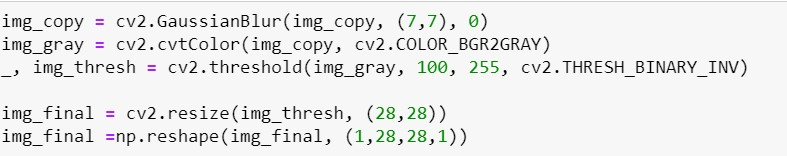 img_copy = cv2.GaussianBlur(img_copy, (7,7), 0)
img_gray = cv2.cvtColor(img_copy, cv2.COLOR_BGR2GRAY)
_, img_thresh = cv2.threshold(img_gray, 100, 255, cv2.THRESH_BINARY_INV)
img_final = cv2.resize(img_thresh, (28,28))
img_final =np.reshape(img_final, (1,28,28,1))